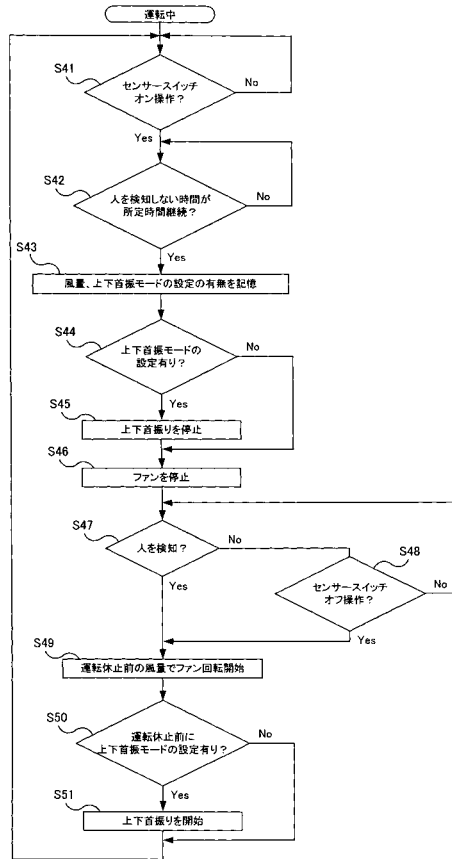 運転中
S41
センサースイッチ
オン操作?
No
Yes
S42
人を検知しない時間が
所定時間継続?
No
Yes
S43
風量、上下首振モードの設定の有無を記憶
S44
上下首振モードの
設定有り?
No
Yes
S45
上下首振りを停止
S46
ファンを停止
S47
人を検知?
No
Yes
S48
センサースイッチ
オフ操作?
No
Yes
S49
運転休止前の風量でファン回転開始
S50
運転休止前に
上下首振モードの設定有り?
No
Yes
S51
上下首振りを開始